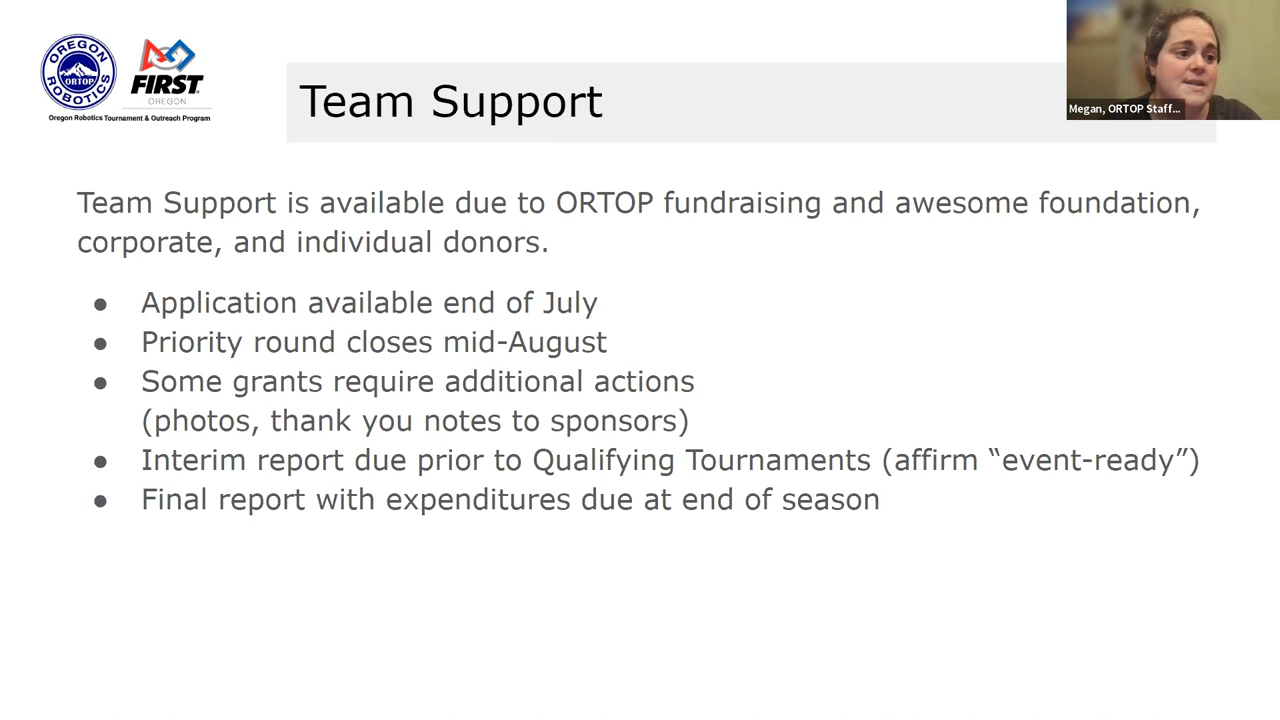 OREGON
ORTOP
ROBOTICS
FIRST
OREGON
Oregon Robotics Tournament & Outreach Program
Team Support
Megan, ORTOP Staff...
Team Support is available due to ORTOP fundraising and awesome foundation,
corporate, and individual donors.
● Application available end of July
● Priority round closes mid-August
● Some grants require additional actions
(photos, thank you notes to sponsors)
● Interim report due prior to Qualifying Tournaments (affirm “event-ready”)
● Final report with expenditures due at end of season